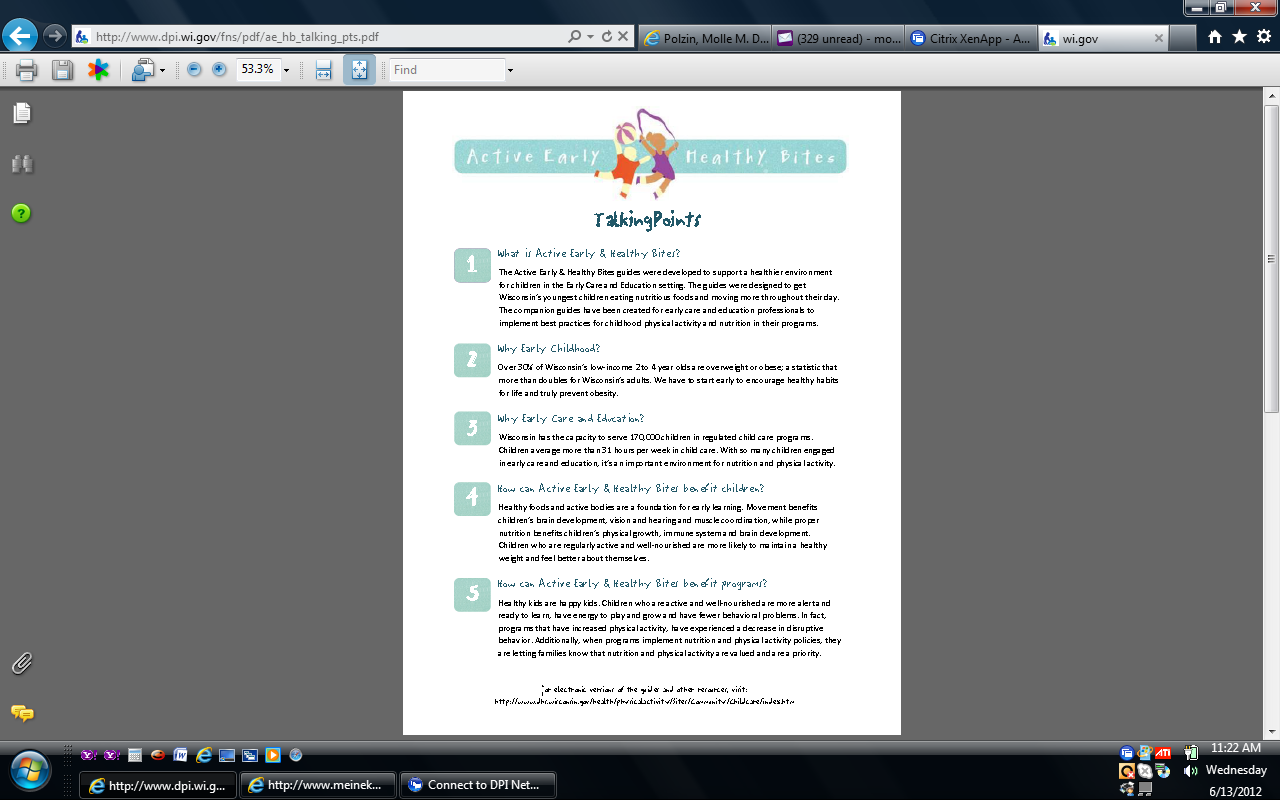 http://www.dpi.wi.gov/fns/pdf/ae_hb_talking_pts.pdf
Polzin, Molle M. D...
(329 unread) - mo...
Citrix XenApp - A...
wi.gov
53.3%
Find
Active Early Healthy Bites
TalkingPoints
1
What is Active Early & Healthy Bites?
The Active Early & Healthy Bites guides were developed to support a healthier environment
for children in the Early Care and Education setting. The guides were designed to get
Wisconsin's youngest children eating nutritious foods and moving more throughout their day.
The companion guides have been created for early care and education professionals to
implement best practices for childhood physical activity and nutrition in their programs.
2
Why Early Childhood?
Over 30% of Wisconsin's low-income 2 to 4 year olds are overweight or obese; a statistic that
more than doubles for Wisconsin's adults. We have to start early to encourage healthy habits
for life and truly prevent obesity.
3
Why Early Care and Education?
Wisconsin has the capacity to serve 170,000 children in regulated child care programs.
Children average more than 31 hours per week in child care. With so many children engaged
in early care and education, it's an important environment for nutrition and physical activity.
4
How can Active Early & Healthy Bites benefit children?
Healthy foods and active bodies are a foundation for early learning. Movement benefits
children's brain development, vision and hearing and muscle coordination, while proper
nutrition benefits children's physical growth, immune system and brain development.
Children who are regularly active and well-nourished are more likely to maintain a healthy
weight and feel better about themselves.
5
How can Active Early & Healthy Bites benefit programs?
Healthy kids are happy kids. Children who are active and well-nourished are more alert and
ready to learn, have energy to play and grow and have fewer behavioral problems. In fact,
programs that have increased physical activity, have experienced a decrease in disruptive
behavior. Additionally, when programs implement nutrition and physical activity policies, they
are letting families know that nutrition and physical activity are valued and are a priority.
For electronic versions of the guides and other resources, visit:
http://www.dhs.wisconsin.gov/health/physicalactivity/Sites/Community/Childcare/index.htm
11:22 AM
Wednesday
6/13/2012
http://www.dpi.wi.g...
http://www.meinek...
Connect to DPI Net...